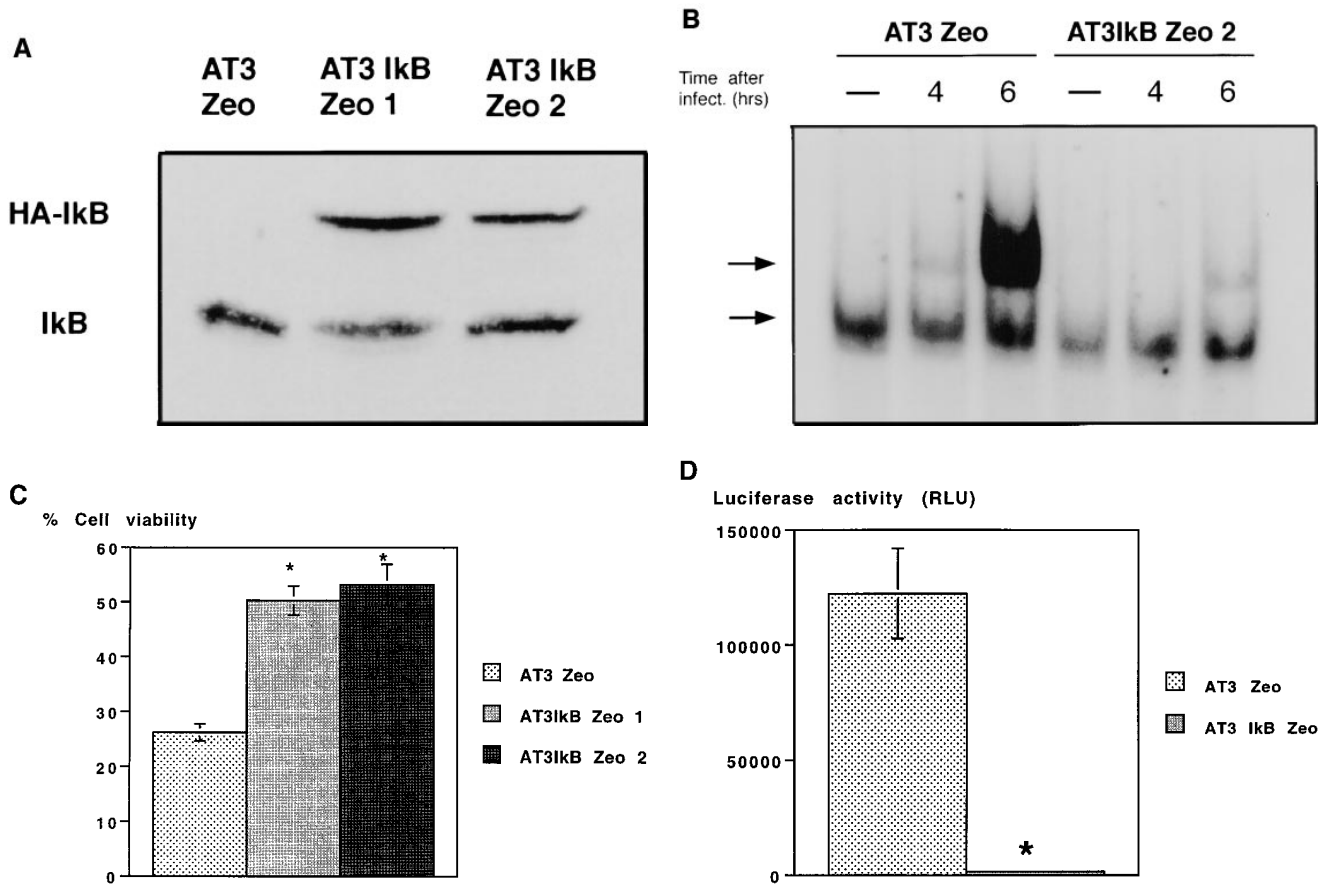 A
AT3 Zeo
AT3 IkB Zeo 1
AT3 IkB Zeo 2
HA-IkB
IkB
B
AT3 Zeo
AT3IkB Zeo 2
Time after
infect. (hrs)
— 4 6 — 4 6
C
% Cell viability
60
50
40
30
20
10
0
*
*
AT3 Zeo
AT3IkB Zeo 1
AT3IkB Zeo 2
D
Luciferase activity (RLU)
150000
100000
50000
0
*
AT3 Zeo
AT3 IkB Zeo